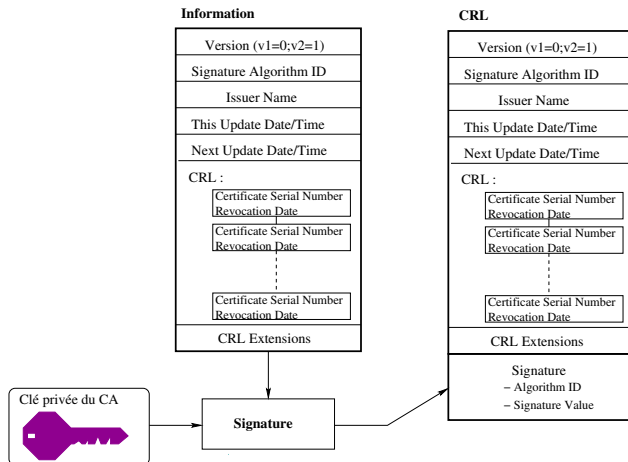 Information
Version (v1=0;v2=1)
Signature Algorithm ID
Issuer Name
This Update Date/Time
Next Update Date/Time
CRL :
Certificate Serial Number
Revocation Date
Certificate Serial Number
Revocation Date
Certificate Serial Number
Revocation Date
CRL Extensions
Clé privée du CA
Signature
CRL
Version (v1=0;v2=1)
Signature Algorithm ID
Issuer Name
This Update Date/Time
Next Update Date/Time
CRL :
Certificate Serial Number
Revocation Date
Certificate Serial Number
Revocation Date
Certificate Serial Number
Revocation Date
CRL Extensions
Signature
– Algorithm ID
– Signature Value